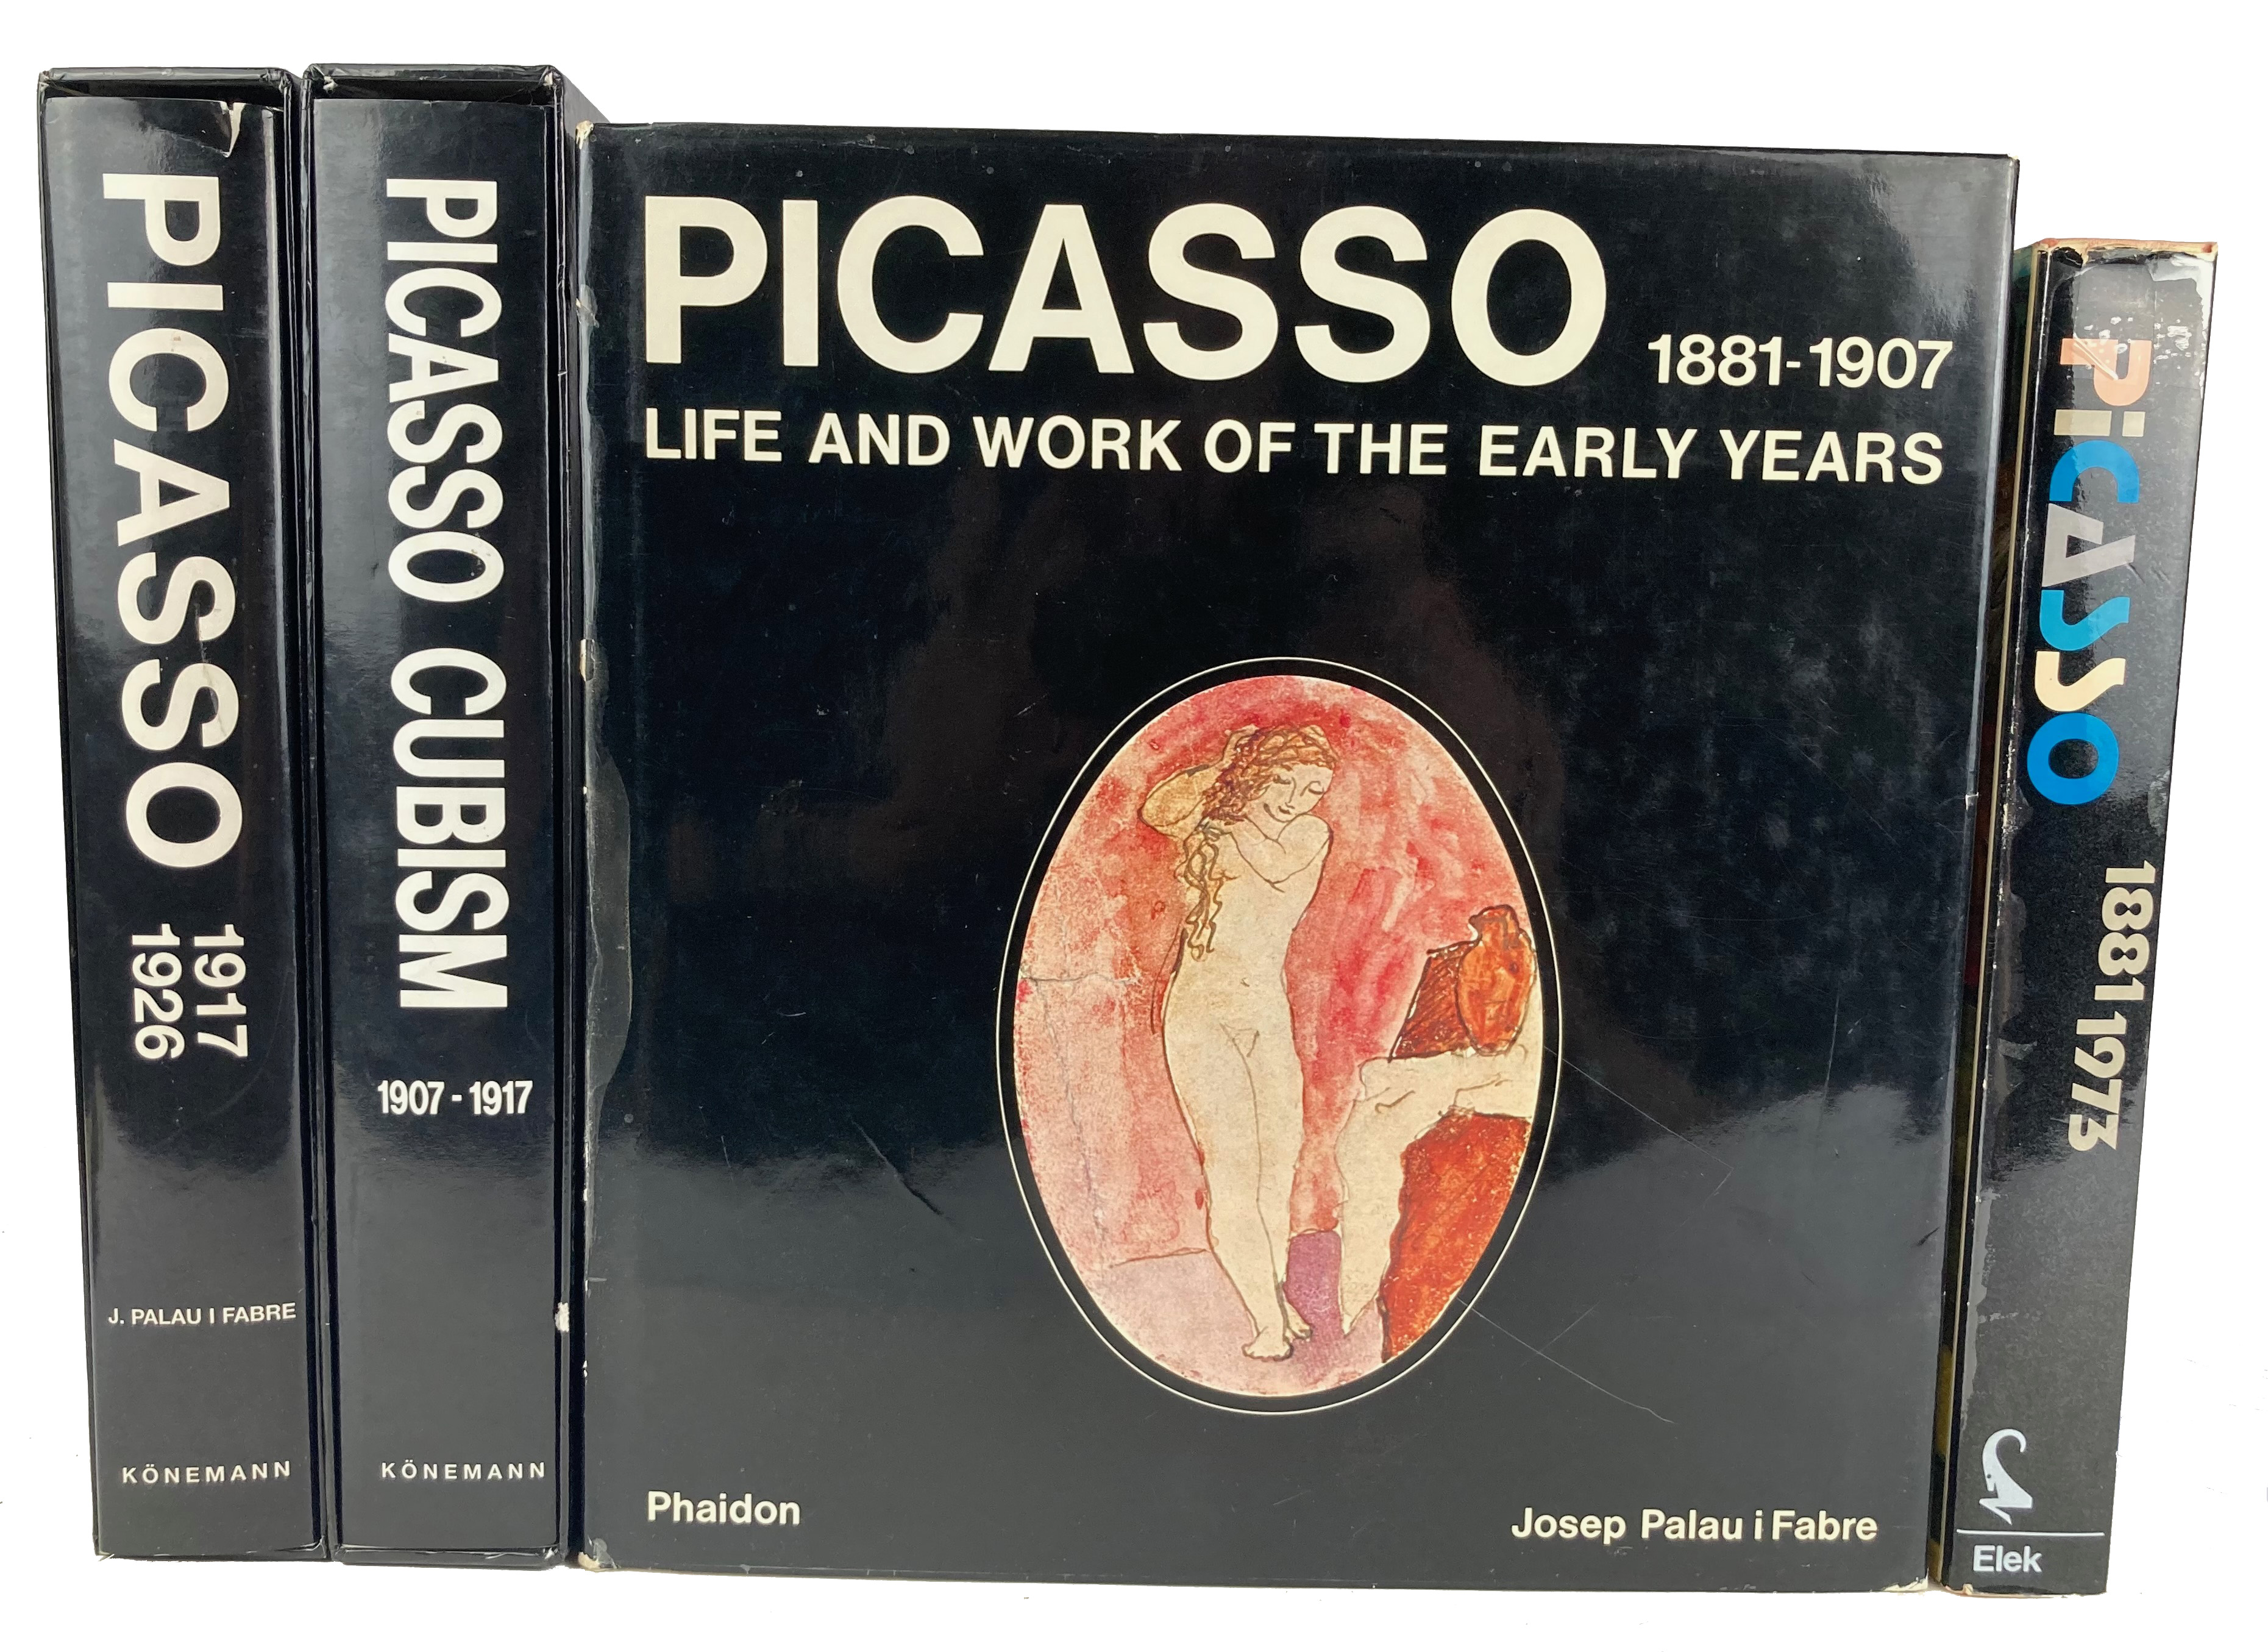 PICASSO
1917
1926
J. PALAU I FABRE
KÖNEMANN
PICASSO CUBISM
1907-1917
KÖNEMANN
PICASSO 1881-1907
LIFE AND WORK OF THE EARLY YEARS
Phaidon
Josep Palau i Fabre
PiCASSO 1881 1973
Elek